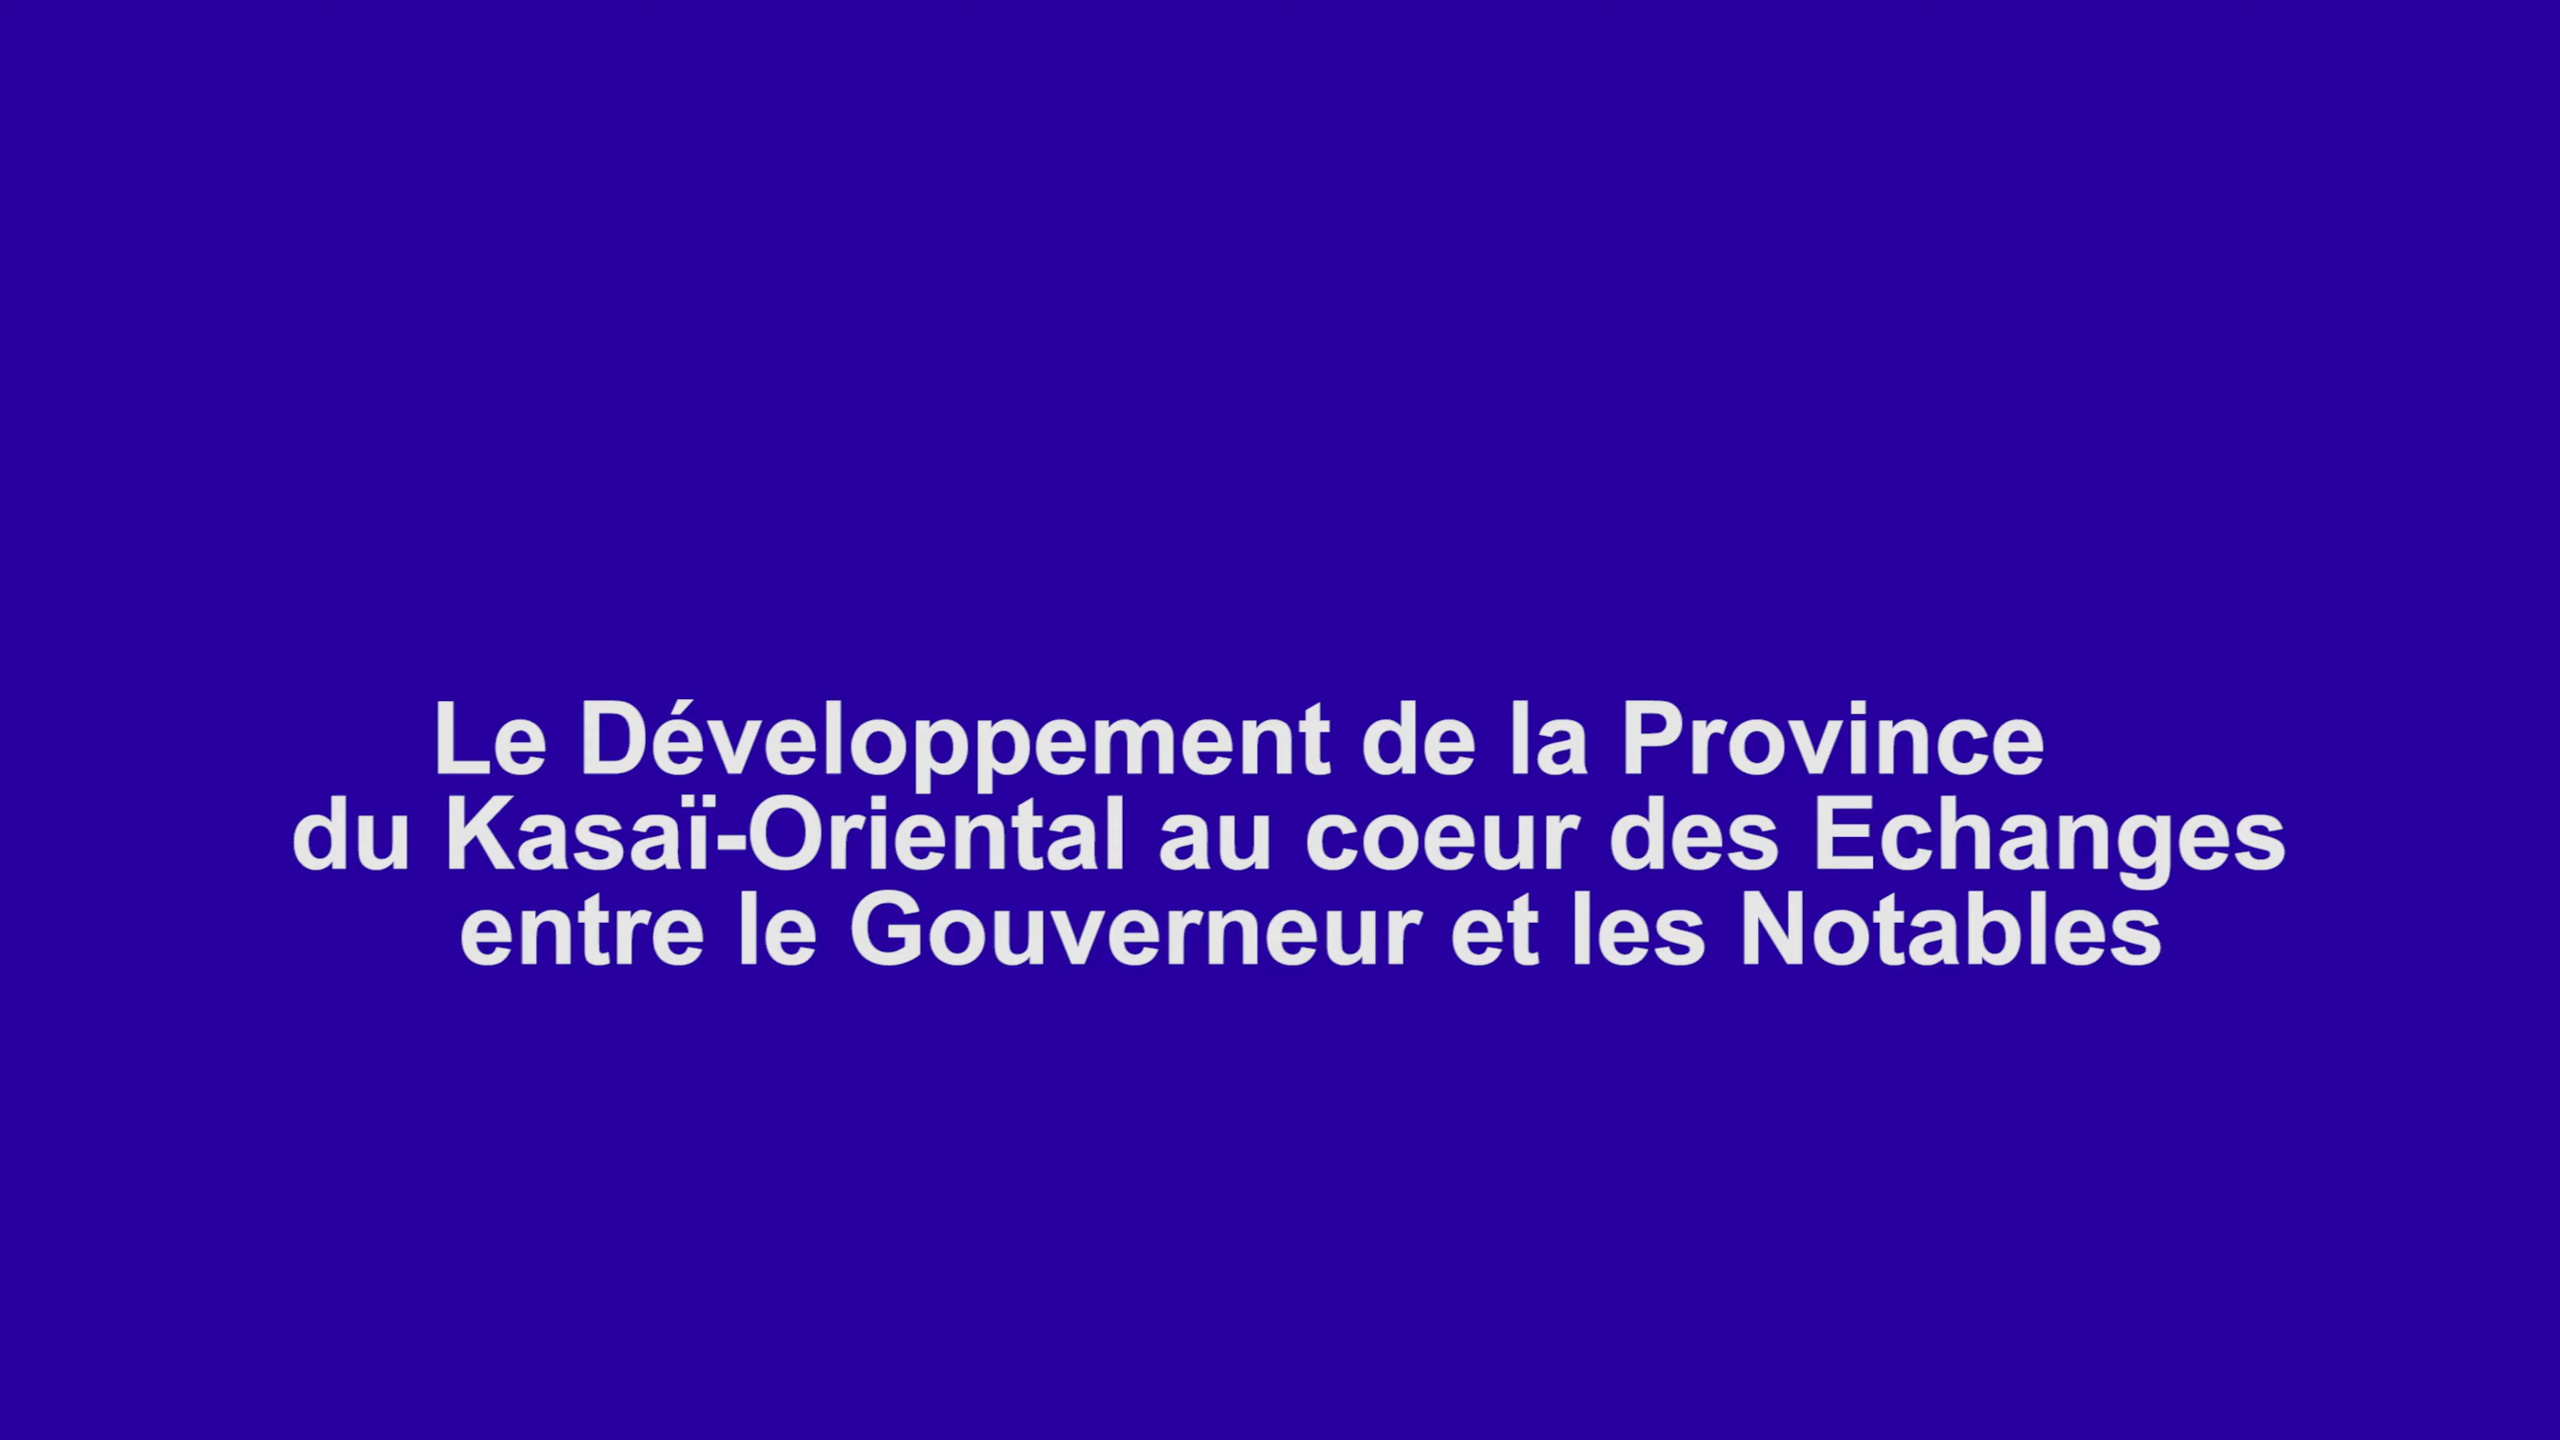 Le Développement de la Province
du Kasaï-Oriental au coeur des Echanges
entre le Gouverneur et les Notables